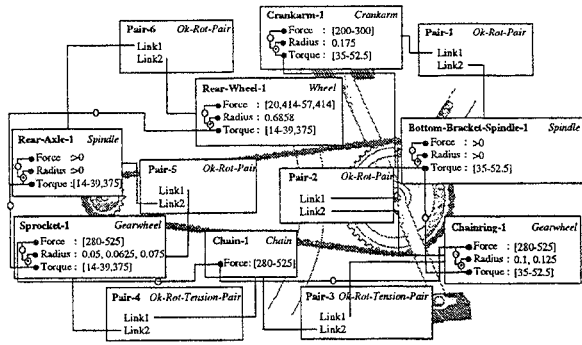 Crankarm-1 Crankarm
Force : [200-300]
Radius : 0.175
Torque : [35-52.5]
Pair-6 Ok-Rot-Pair
Link1
Link2
Pair-1 Ok-Rot-Pair
Link1
Link2
Rear-Wheel-1 Wheel
Force : [20,414-57,414]
Radius : 0.6858
Torque : [14-39,375]
Rear-Axle-1 Spindle
Force >0
Radius >0
Torque :[14-39,375]
Bottom-Bracket-Spindle-1 Spindle
Force : >0
Radius : >0
Torque : [35-52.5]
Pair-5 Ok-Rot-Pair
Link1
Link2
Pair-2 Ok-Rot-Pair
Link1
Link2
Sprocket-1 Gearwheel
Force : [280-525]
Radius : 0.05, 0.0625, 0.075
Torque : [14-39,375]
Chain-1 Chain
Force: [280-525]
Chainring-1 Gearwheel
Force : [280-525]
Radius : 0.1, 0.125
Torque : [35-52.5]
Pair-4 Ok-Rot-Tension-Pair
Link1
Link2
Pair-3 Ok-Rot-Tension-Pair
Link1
Link2